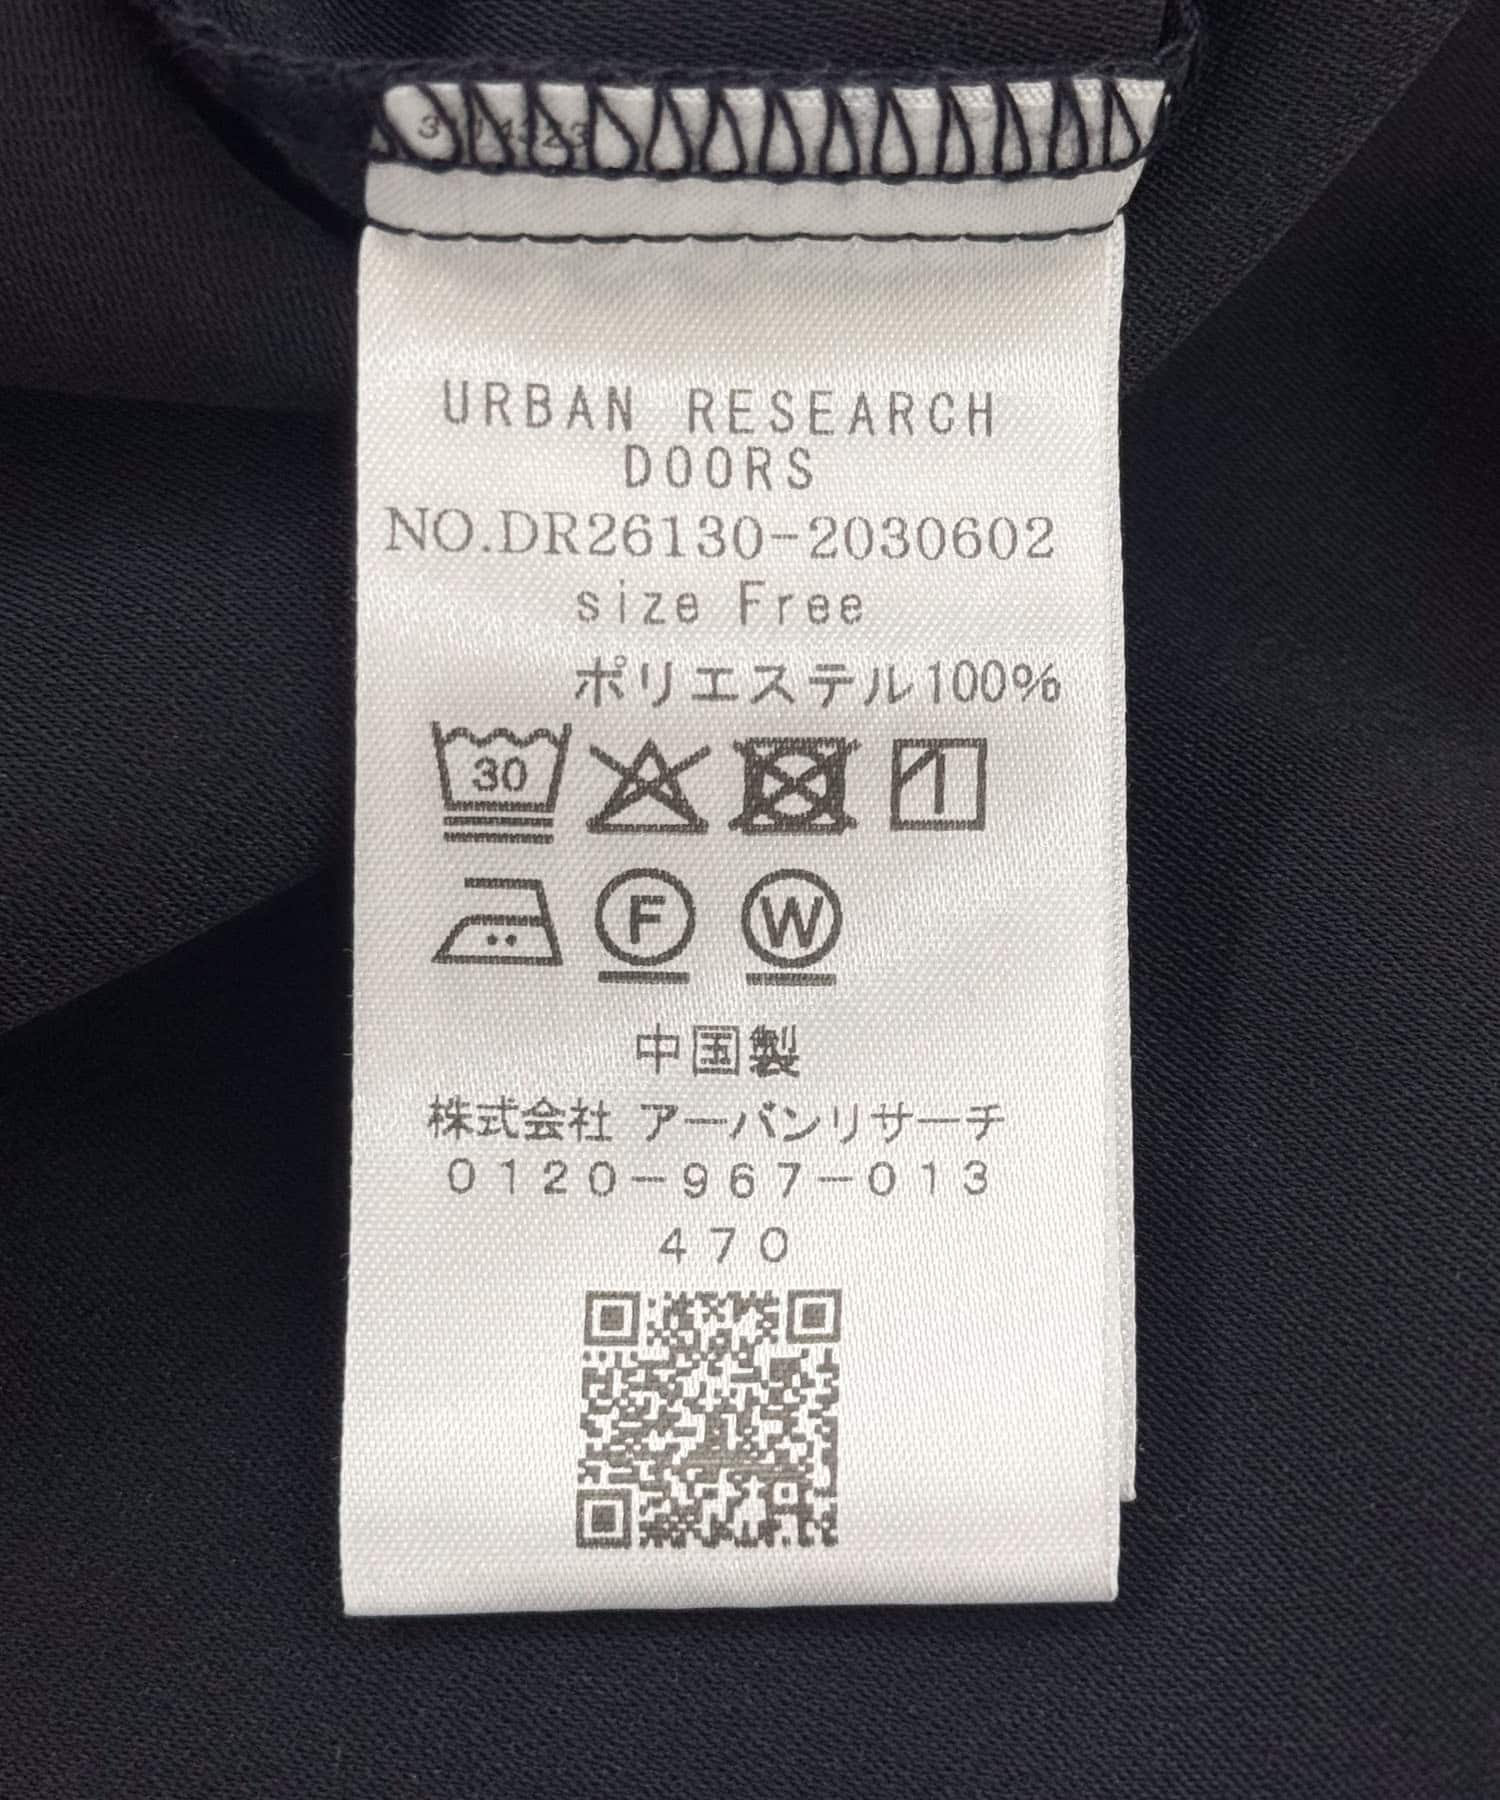 URBAN RESEARCH
DOORS
NO.DR26130-2030602
size Free
ポリエステル100%
30
F W
中国製
株式会社 アーバンリサーチ
0120-967-013
470